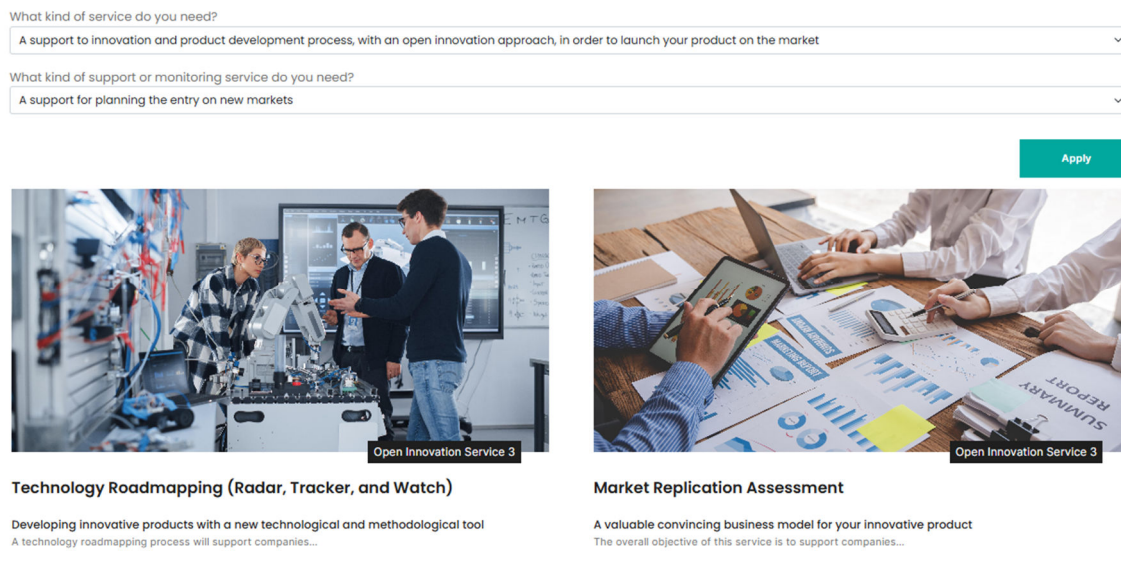 What kind of service do you need?
A support to innovation and product development process, with an open innovation approach, in order to launch your product on the market
What kind of support or monitoring service do you need?
A support for planning the entry on new markets
Apply
EMTG
SUMMARY REPORT
SUMMARY
REPORT
Open Innovation Service 3
Open Innovation Service 3
Technology Roadmapping (Radar, Tracker, and Watch)
Market Replication Assessment
Developing innovative products with a new technological and methodological tool
A valuable convincing business model for your innovative product
A technology roadmapping process will support companies...
The overall objective of this service is to support companies...